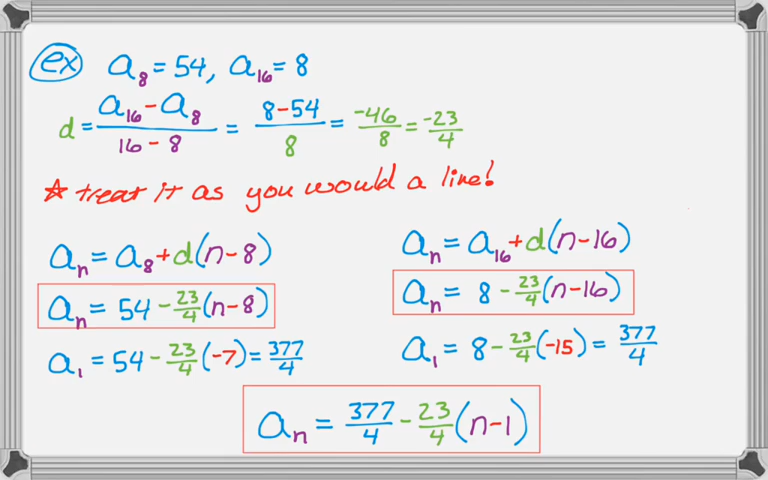 ex a₈ = 54, a₁₆ = 8
d = (a₁₆ - a₈)/(16 - 8) = (8 - 54)/8 = -46/8 = -23/4
☆ treat it as you would a line!
aₙ = a₈ + d(n - 8)
aₙ = 54 - 23/4(n - 8)
a₁ = 54 - 23/4(-7) = 377/4
aₙ = a₁₆ + d(n - 16)
aₙ = 8 - 23/4(n - 16)
a₁ = 8 - 23/4(-15) = 377/4
aₙ = 377/4 - 23/4(n - 1)